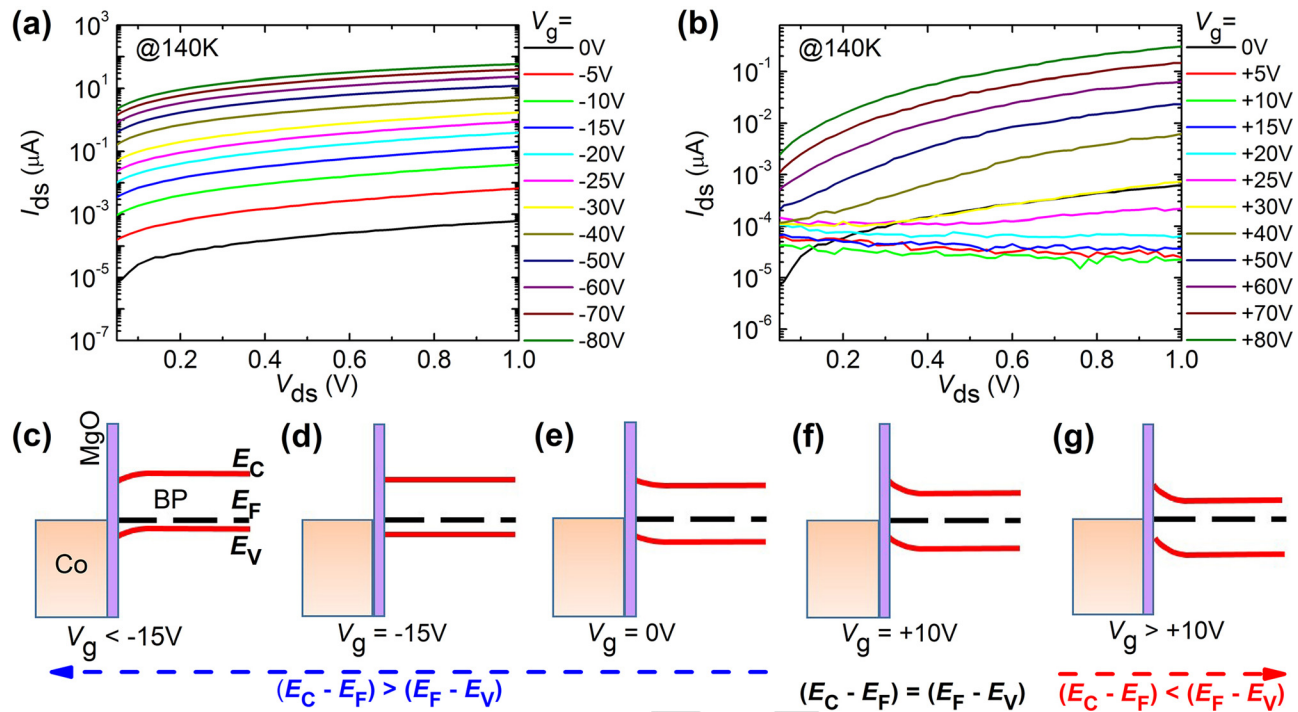 (a)
@140K
I_ds (μA)
10^3
10^1
10^-1
10^-3
10^-5
10^-7
0.2 0.4 0.6 0.8 1.0
V_ds (V)
V_g=
0V
-5V
-10V
-15V
-20V
-25V
-30V
-40V
-50V
-60V
-70V
-80V
(b)
@140K
I_ds (μA)
10^-1
10^-2
10^-3
10^-4
10^-5
10^-6
0.2 0.4 0.6 0.8 1.0
V_ds (V)
V_g=
0V
+5V
+10V
+15V
+20V
+25V
+30V
+40V
+50V
+60V
+70V
+80V
(c)
MgO
E_C
BP
E_F
E_V
Co
V_g < -15V
(d)
V_g = -15V
(e)
V_g = 0V
(f)
V_g = +10V
(g)
V_g > +10V
(E_C - E_F) > (E_F - E_V)
(E_C - E_F) = (E_F - E_V)
(E_C - E_F) < (E_F - E_V)